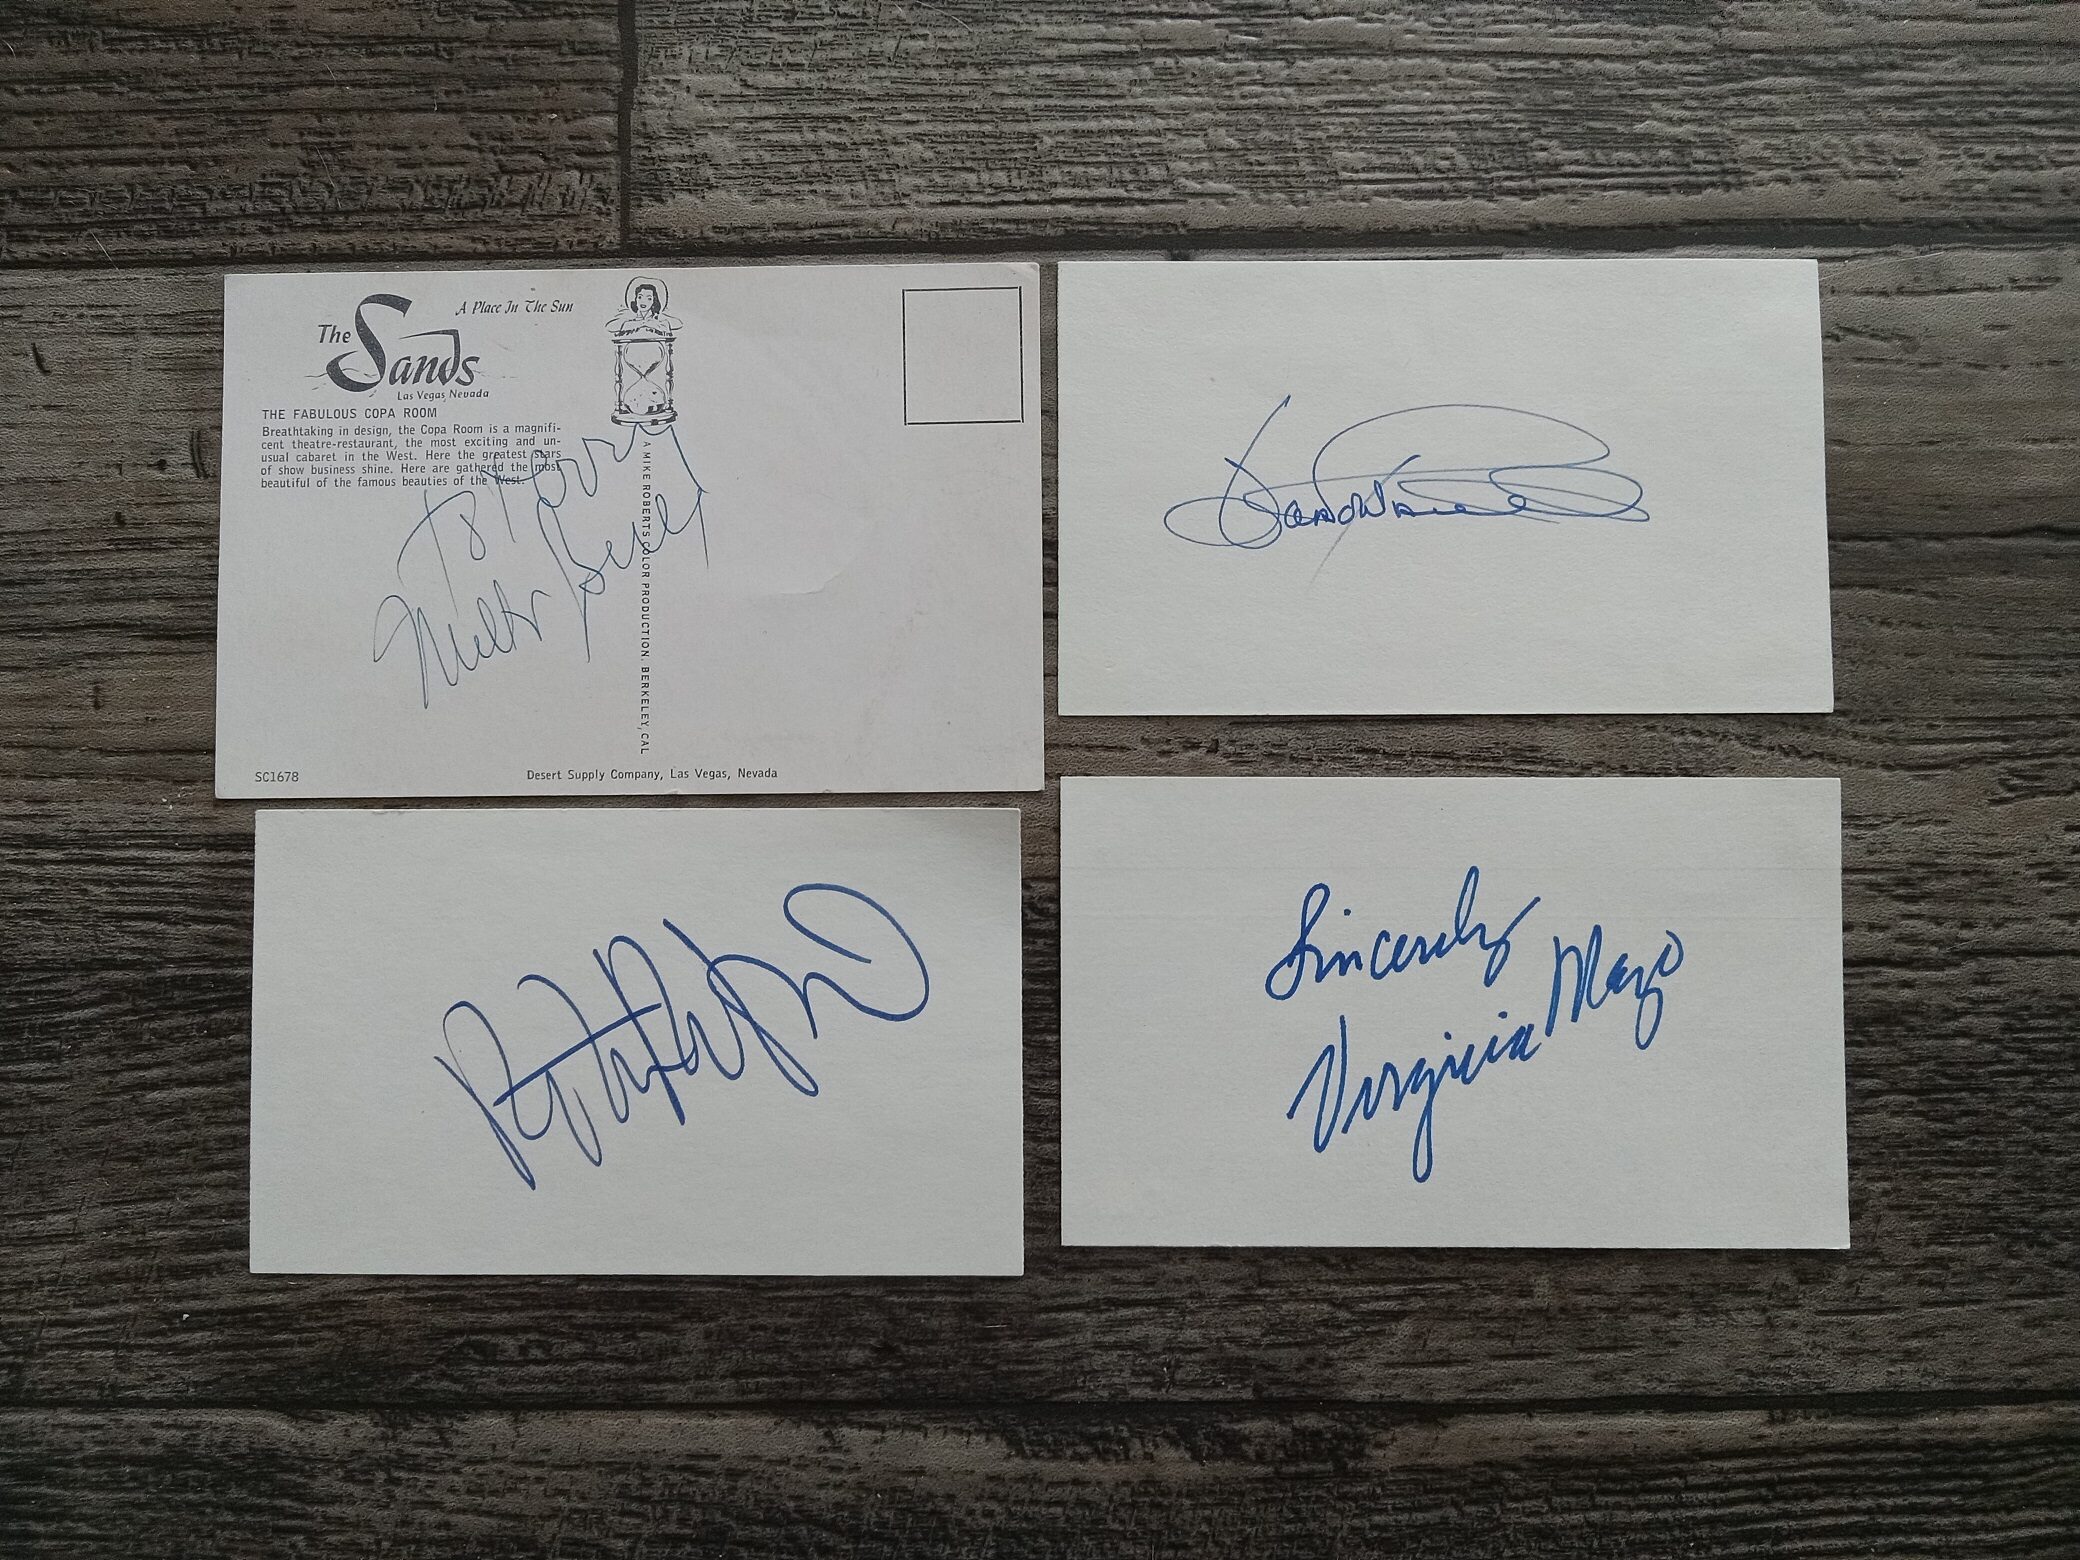 The Sands
A Place In The Sun
Las Vegas, Nevada
THE FABULOUS COPA ROOM
Breathtaking in design, the Copa Room is a magnifi-
cent theatre-restaurant, the most exciting and un-
usual cabaret in the West. Here the greatest stars
of show business shine. Here are gathered the most
beautiful of the famous beauties of the West.
To
Milton Berle
A MIKE ROBERTS COLOR PRODUCTION. BERKELEY, CAL
SC1678
Desert Supply Company, Las Vegas, Nevada
Sincerely
Virginia Mayo